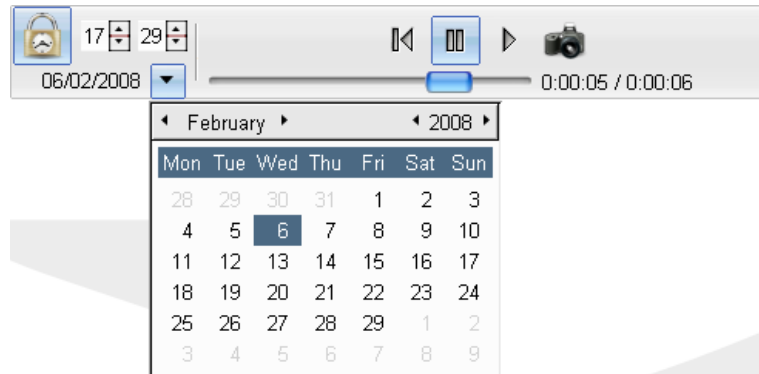 17 29
06/02/2008 0:00:05 / 0:00:06
February 2008
Mon Tue Wed Thu Fri Sat Sun
28 29 30 31 1 2 3
4 5 6 7 8 9 10
11 12 13 14 15 16 17
18 19 20 21 22 23 24
25 26 27 28 29 1 2
3 4 5 6 7 8 9